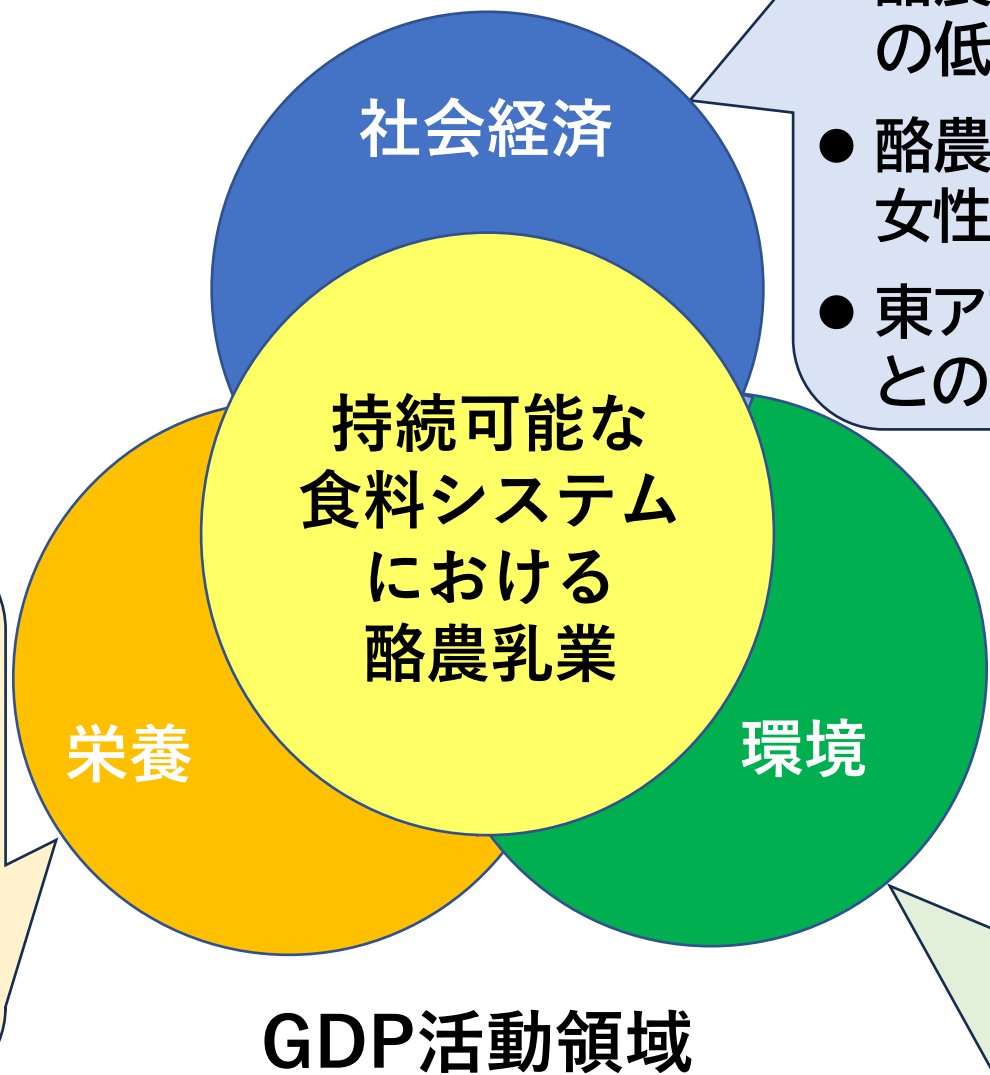 の低
● 酪農
女性
● 東ア
との
社会経済
持続可能な
食料システム
における
酪農乳業
栄養
環境
GDP活動領域